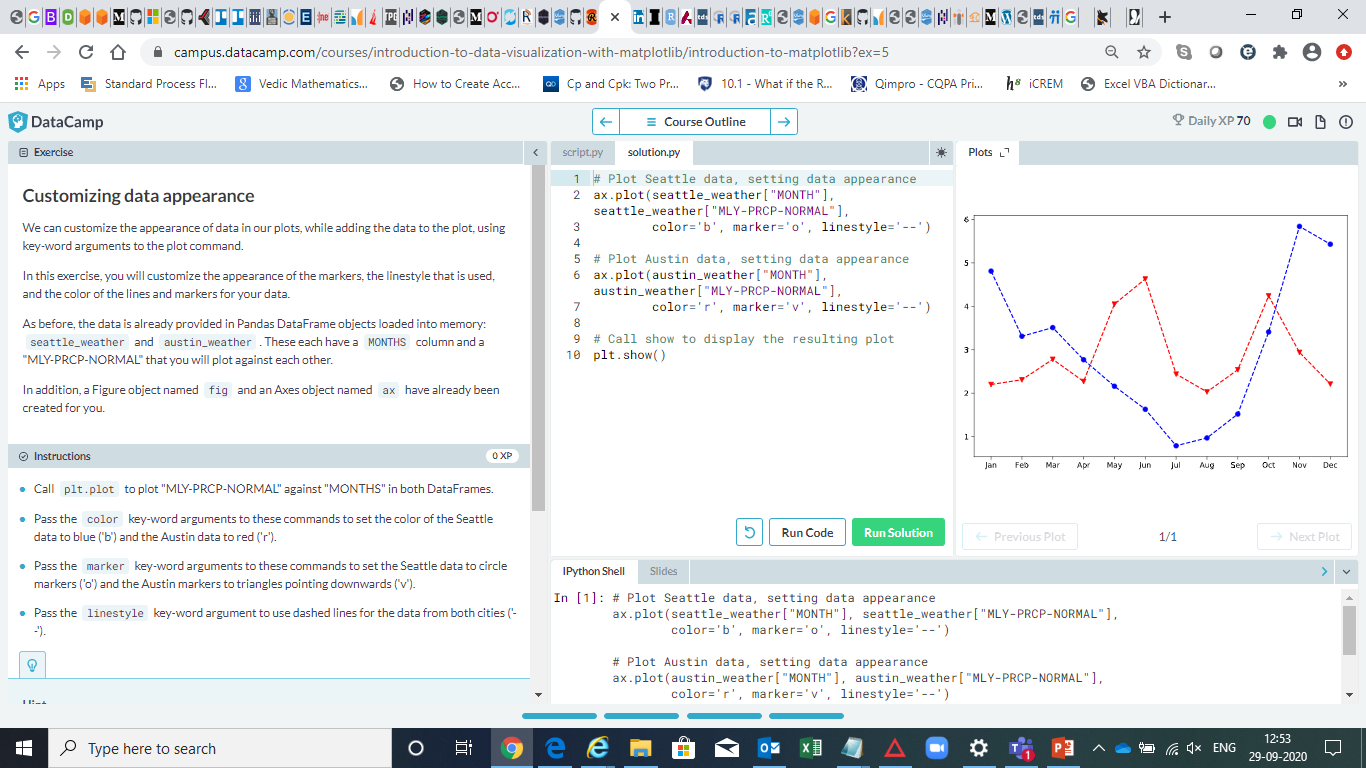 campus.datacamp.com/courses/introduction-to-data-visualization-with-matplotlib/introduction-to-matplotlib?ex=5
Apps Standard Process Fl... Vedic Mathematics... How to Create Acc... Cp and Cpk: Two Pr... 10.1 - What if the R... Qimpro - CQPA Pri... iCREM Excel VBA Dictionar... »
DataCamp
Course Outline
Daily XP 70
Exercise
Customizing data appearance
We can customize the appearance of data in our plots, while adding the data to the plot, using
key-word arguments to the plot command.
In this exercise, you will customize the appearance of the markers, the linestyle that is used,
and the color of the lines and markers for your data.
As before, the data is already provided in Pandas DataFrame objects loaded into memory:
seattle_weather and austin_weather . These each have a MONTHS column and a
"MLY-PRCP-NORMAL" that you will plot against each other.
In addition, a Figure object named fig and an Axes object named ax have already been
created for you.
Instructions
0 XP
Call plt.plot to plot "MLY-PRCP-NORMAL" against "MONTHS" in both DataFrames.
Pass the color key-word arguments to these commands to set the color of the Seattle
data to blue ('b') and the Austin data to red ('r').
Pass the marker key-word arguments to these commands to set the Seattle data to circle
markers ('o') and the Austin markers to triangles pointing downwards ('v').
Pass the linestyle key-word argument to use dashed lines for the data from both cities ('-
-').
Hint
script.py solution.py
1 # Plot Seattle data, setting data appearance
2 ax.plot(seattle_weather["MONTH"],
seattle_weather["MLY-PRCP-NORMAL"],
3 color='b', marker='o', linestyle='--')
4
5 # Plot Austin data, setting data appearance
6 ax.plot(austin_weather["MONTH"],
austin_weather["MLY-PRCP-NORMAL"],
7 color='r', marker='v', linestyle='--')
8
9 # Call show to display the resulting plot
10 plt.show()
Run Code
Run Solution
Plots
6
5
4
3
2
1
Jan Feb Mar Apr May Jun Jul Aug Sep Oct Nov Dec
Previous Plot
1/1
Next Plot
IPython Shell Slides
In [1]: # Plot Seattle data, setting data appearance
ax.plot(seattle_weather["MONTH"], seattle_weather["MLY-PRCP-NORMAL"],
color='b', marker='o', linestyle='--')
# Plot Austin data, setting data appearance
ax.plot(austin_weather["MONTH"], austin_weather["MLY-PRCP-NORMAL"],
color='r', marker='v', linestyle='--')
Type here to search
ENG
12:53
29-09-2020